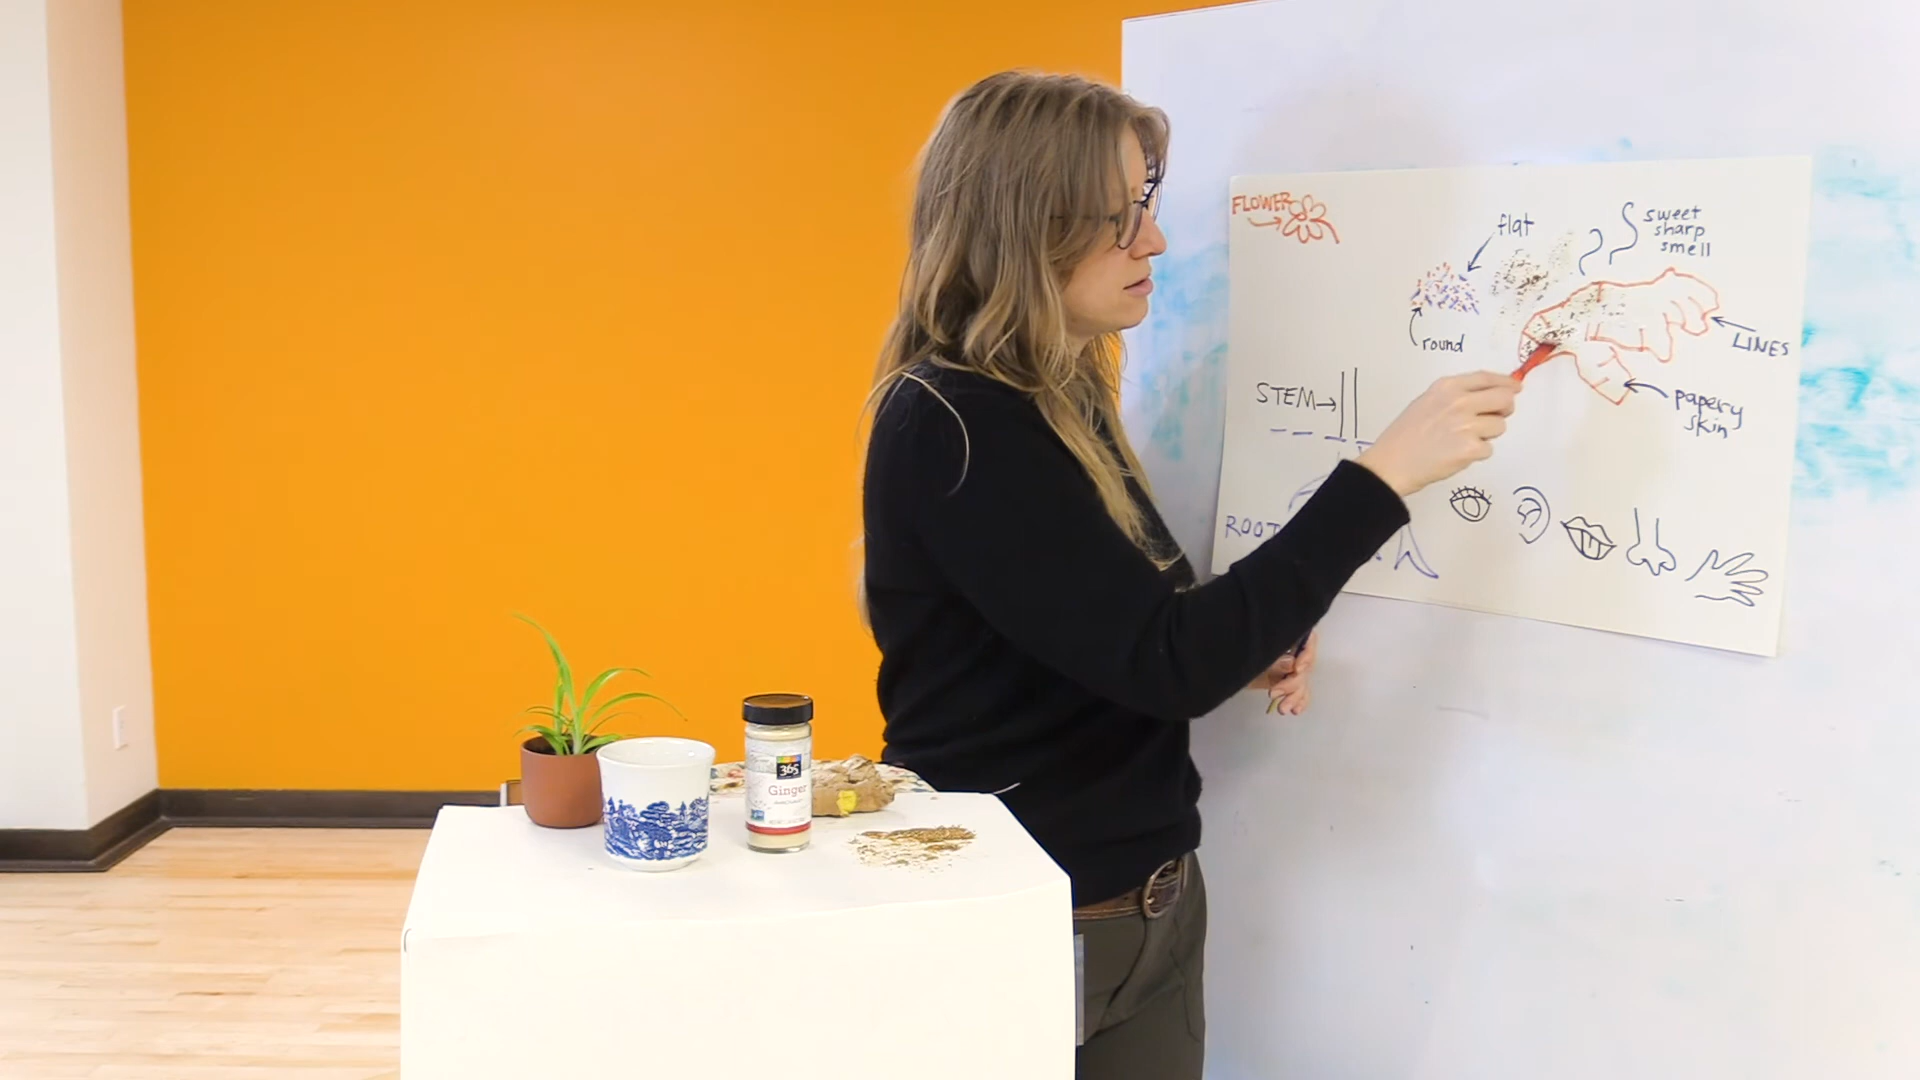 FLOWER
flat
sweet
sharp
smell
round
LINES
STEM
papery
skin
ROOT
365
Ginger